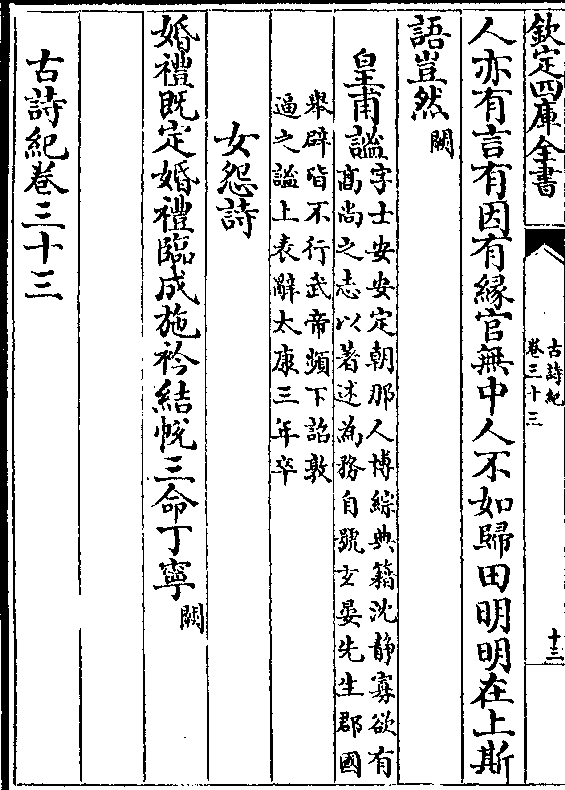 欽定四庫全書
古詩紀
卷三十三
十三
人亦有言有因有縁官無中人不如歸田明明在上斯
語豈然闕
皇甫謐字士安安定朝那人博綜典籍沈靜寡欲有
高尚之志以著述為務自號玄晏先生郡國
舉辟皆不行武帝頻下詔敦
逼之謐上表辭太康三年卒
女怨詩
婚禮既定婚禮臨成施衿結帨三命丁寧闕
古詩紀卷三十三